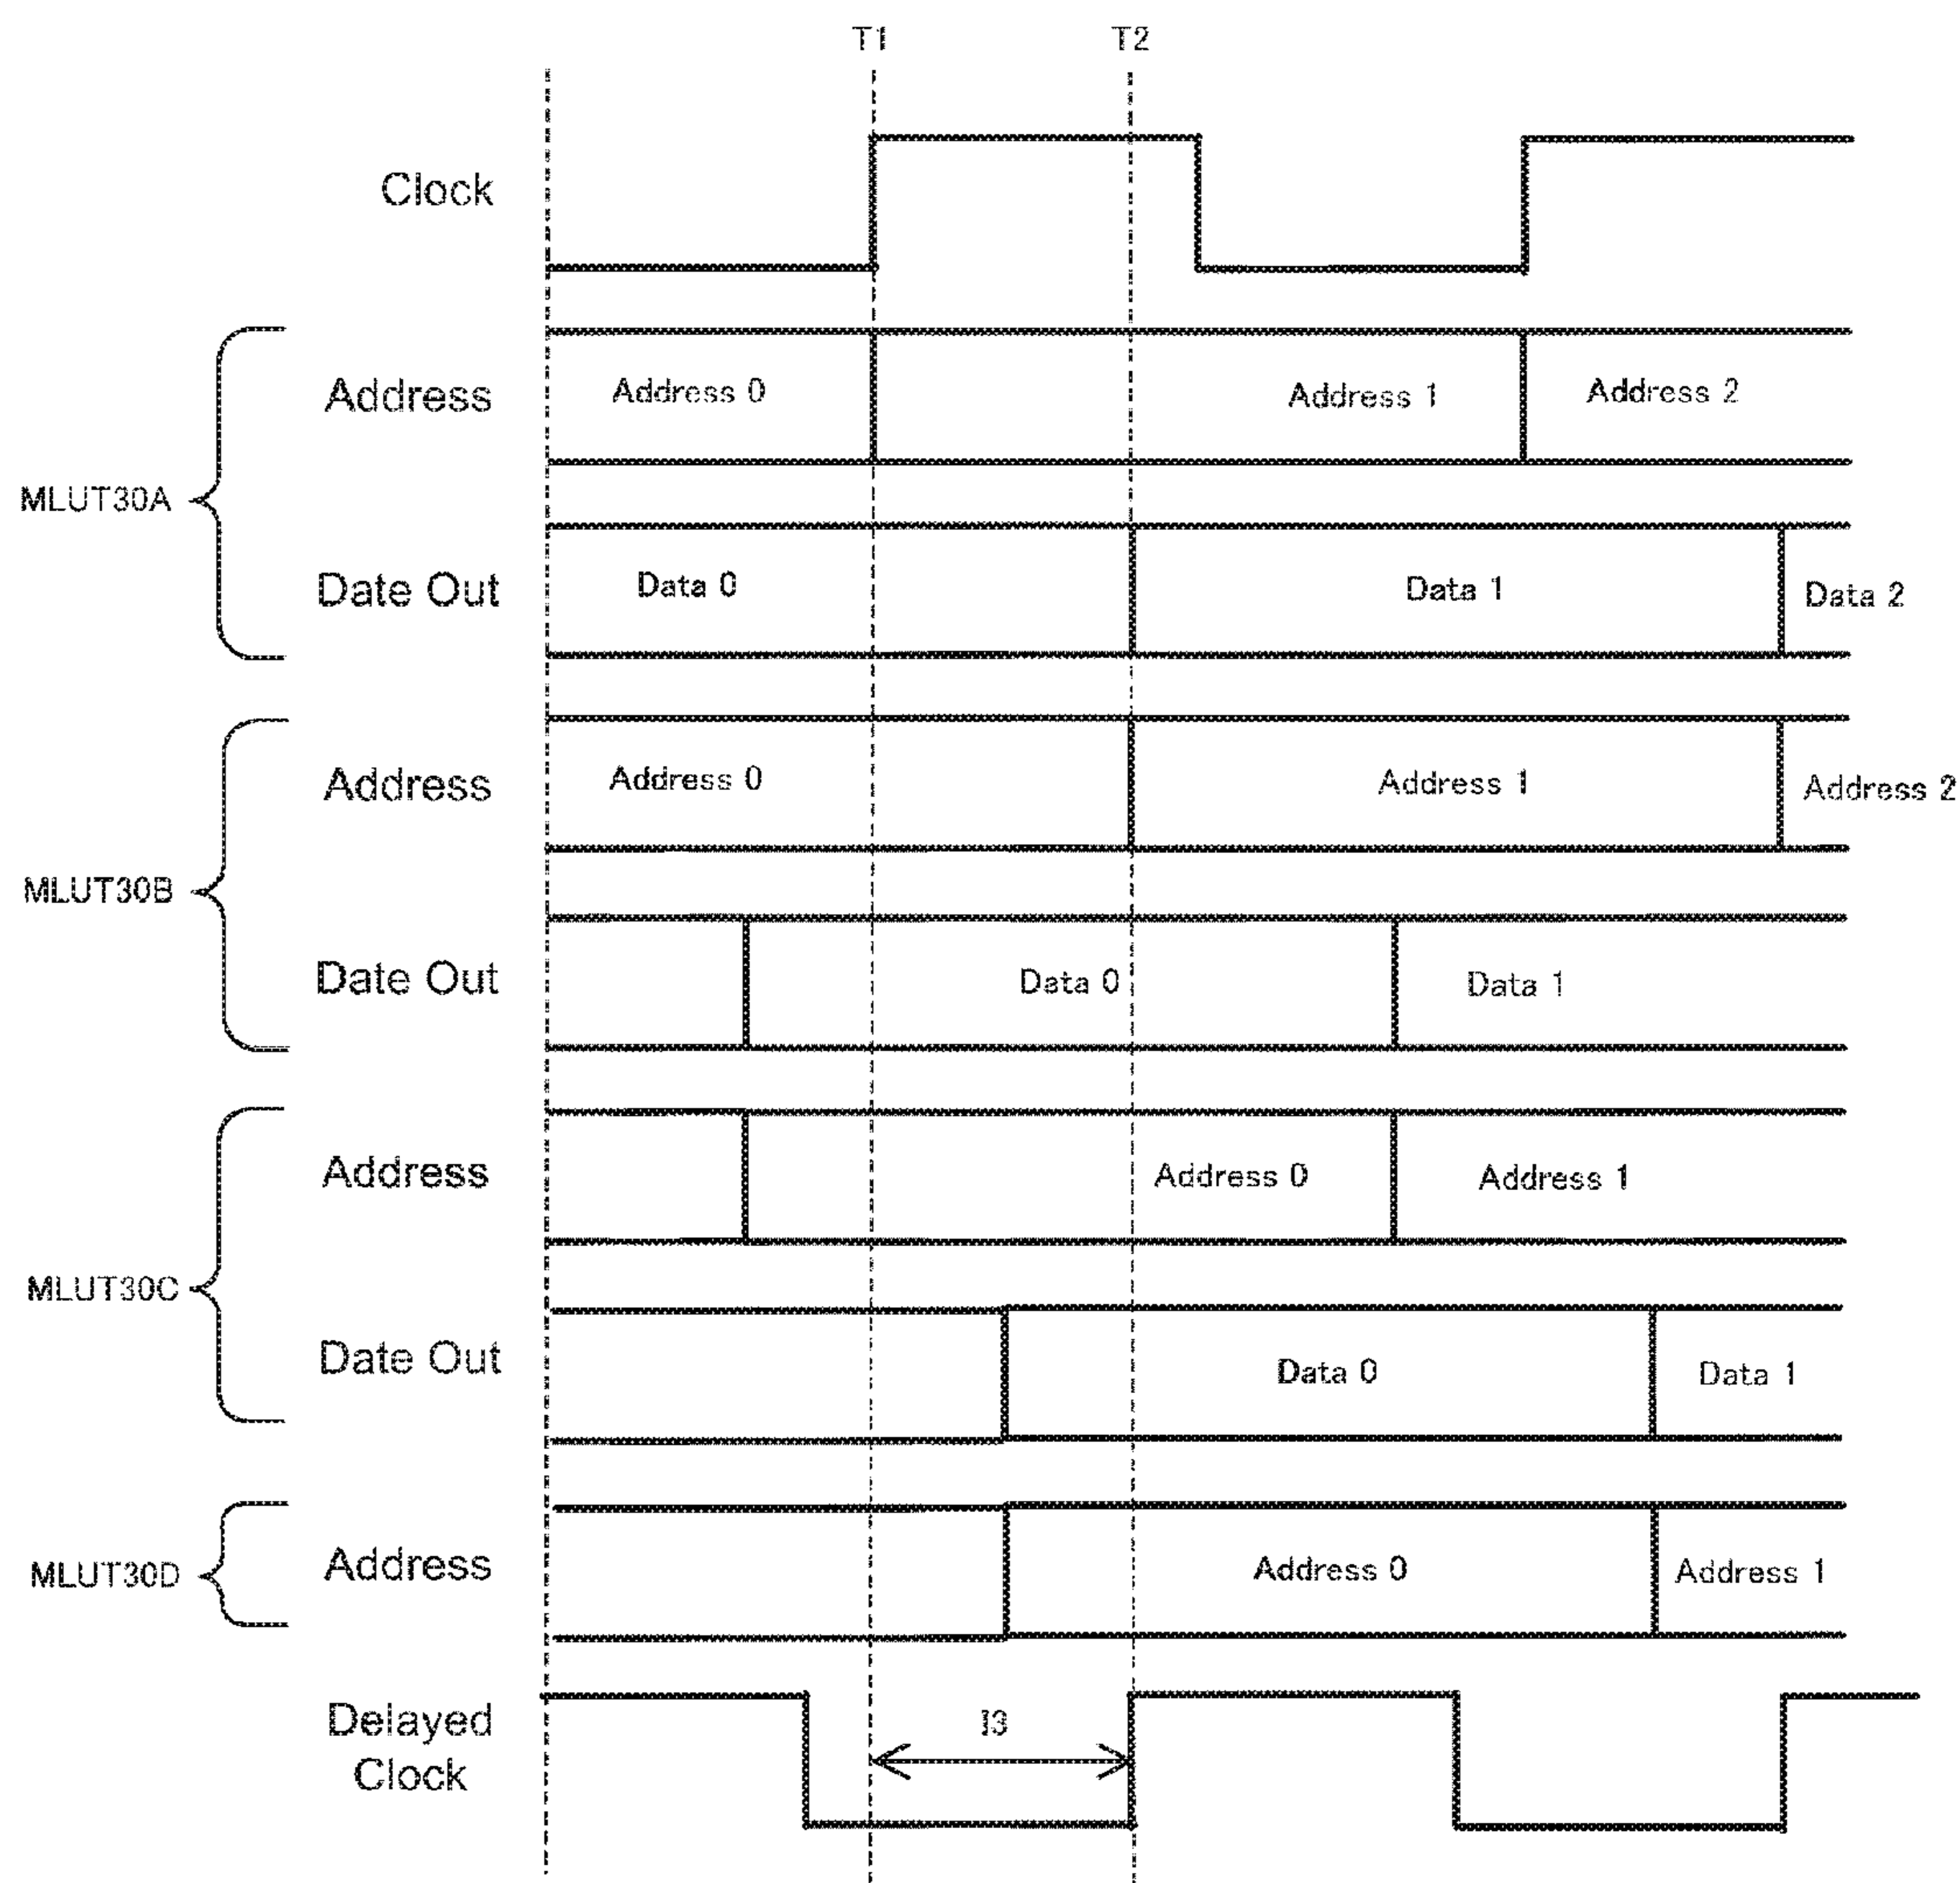 T1 T2
Clock
MLUT30A
Address Address 0 Address 1 Address 2
Date Out Data 0 Data 1 Data 2
MLUT30B
Address Address 0 Address 1 Address 2
Date Out Data 0 Data 1
MLUT30C
Address Address 0 Address 1
Date Out Data 0 Data 1
MLUT30D
Address Address 0 Address 1
Delayed
Clock
I3